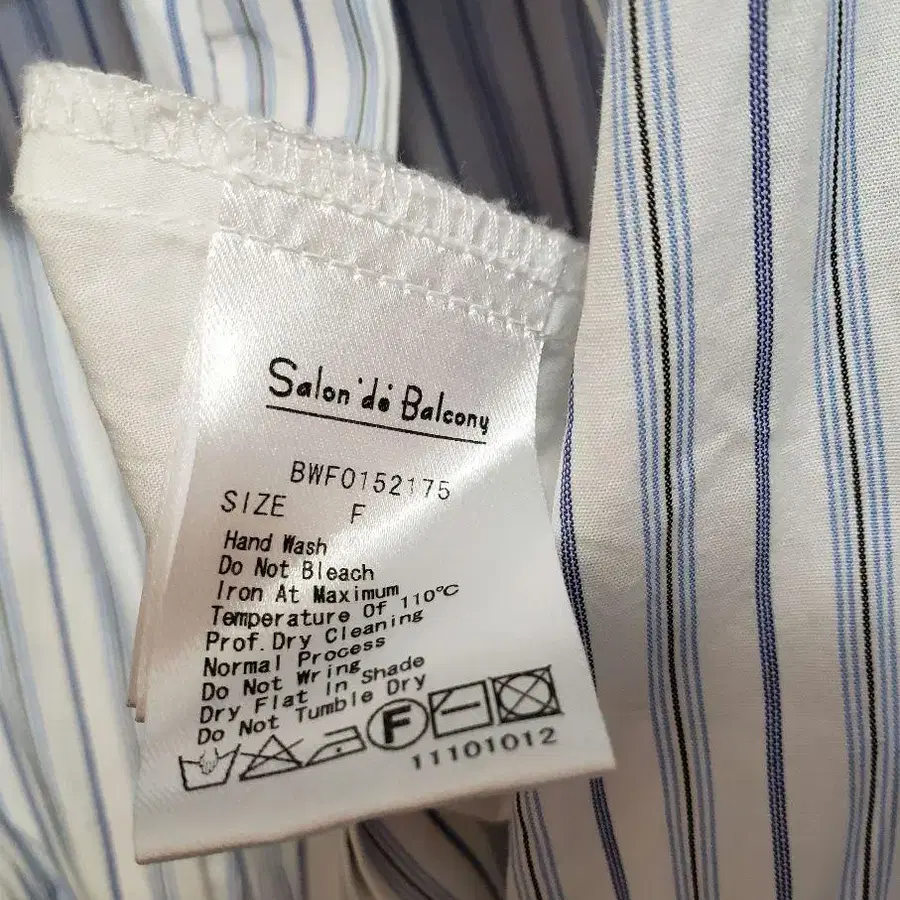 Salon de Balcony
BWF0152175
SIZE F
Hand Wash
Do Not Bleach
Iron At Maximum
Temperature Of 110℃
Prof. Dry Cleaning
Normal Process
Do Not Wring
Dry Flat In Shade
Do Not Tumble Dry
F
11101012